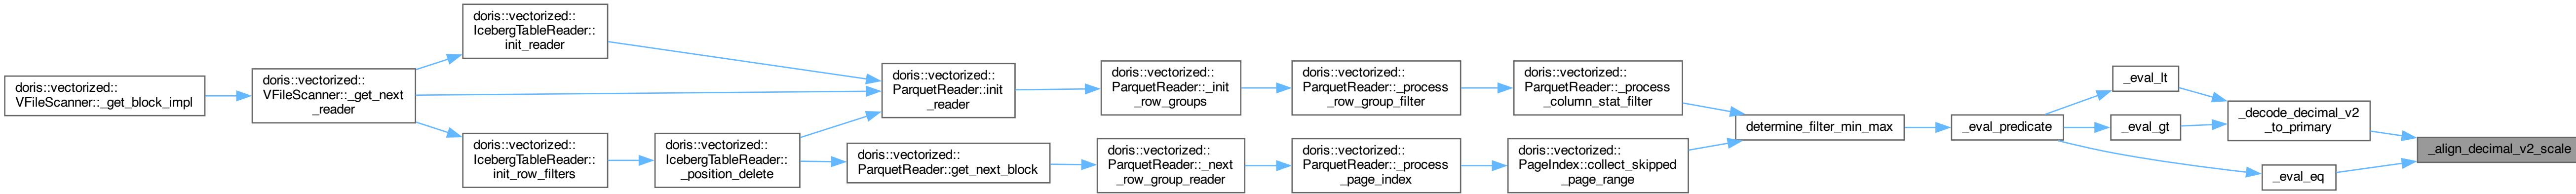 doris::vectorized::
VFileScanner::_get_block_impl
doris::vectorized::
VFileScanner::_get_next
_reader
doris::vectorized::
IcebergTableReader::
init_reader
doris::vectorized::
IcebergTableReader::
init_row_filters
doris::vectorized::
IcebergTableReader::
_position_delete
doris::vectorized::
ParquetReader::init
_reader
doris::vectorized::
ParquetReader::get_next_block
doris::vectorized::
ParquetReader::_init
_row_groups
doris::vectorized::
ParquetReader::_next
_row_group_reader
doris::vectorized::
ParquetReader::_process
_row_group_filter
doris::vectorized::
ParquetReader::_process
_page_index
doris::vectorized::
ParquetReader::_process
_column_stat_filter
doris::vectorized::
PageIndex::collect_skipped
_page_range
determine_filter_min_max
_eval_predicate
_eval_lt
_eval_gt
_eval_eq
_decode_decimal_v2
_to_primary
_align_decimal_v2_scale